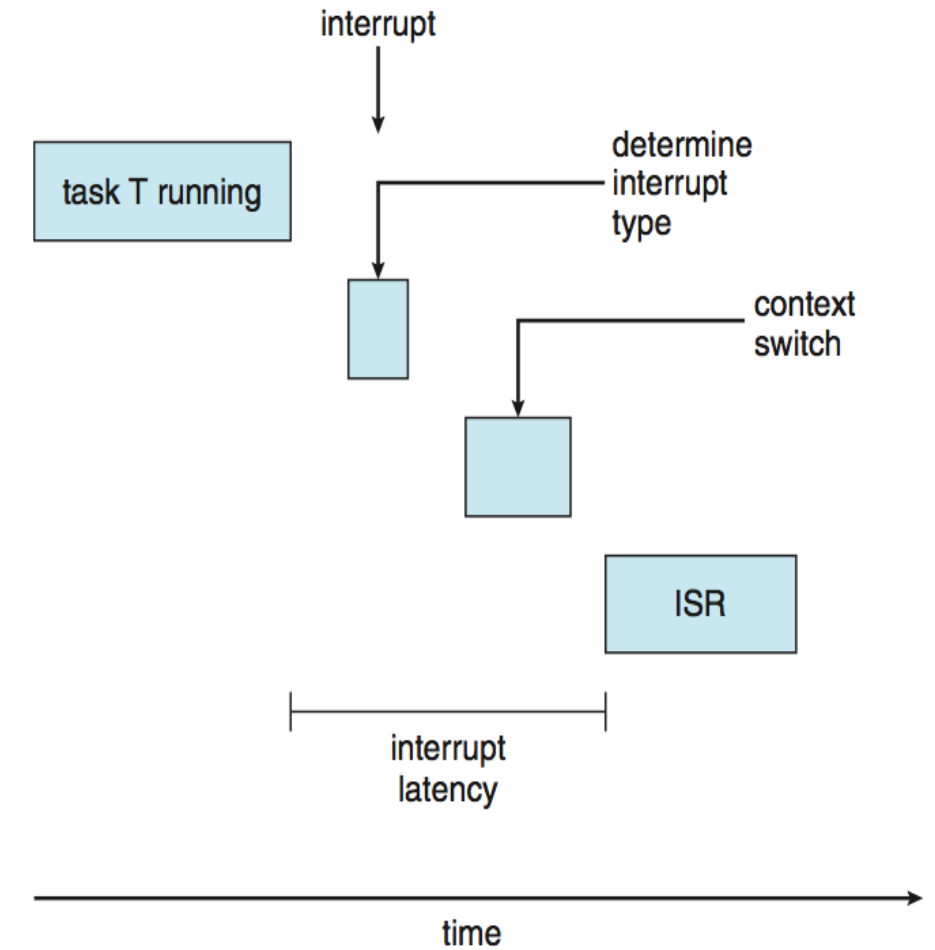 interrupt
task T running
determine
interrupt
type
context
switch
ISR
interrupt
latency
time